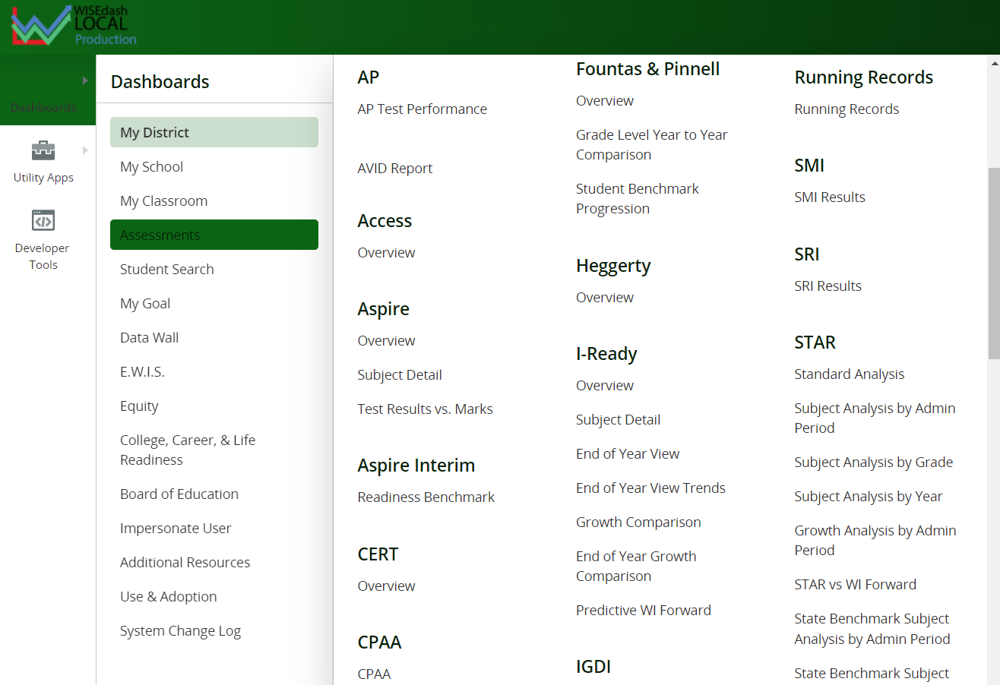 WISEdash
LOCAL
Production
Dashboards
Utility Apps
Developer
Tools
Dashboards
My District
My School
My Classroom
Assessments
Student Search
My Goal
Data Wall
E.W.I.S.
Equity
College, Career, & Life
Readiness
Board of Education
Impersonate User
Additional Resources
Use & Adoption
System Change Log
AP
AP Test Performance
AVID Report
Access
Overview
Aspire
Overview
Subject Detail
Test Results vs. Marks
Aspire Interim
Readiness Benchmark
CERT
Overview
CPAA
CPAA
Fountas & Pinnell
Overview
Grade Level Year to Year
Comparison
Student Benchmark
Progression
Heggerty
Overview
I-Ready
Overview
Subject Detail
End of Year View
End of Year View Trends
Growth Comparison
End of Year Growth
Comparison
Predictive WI Forward
IGDI
Running Records
Running Records
SMI
SMI Results
SRI
SRI Results
STAR
Standard Analysis
Subject Analysis by Admin
Period
Subject Analysis by Grade
Subject Analysis by Year
Growth Analysis by Admin
Period
STAR vs WI Forward
State Benchmark Subject
Analysis by Admin Period
State Benchmark Subject